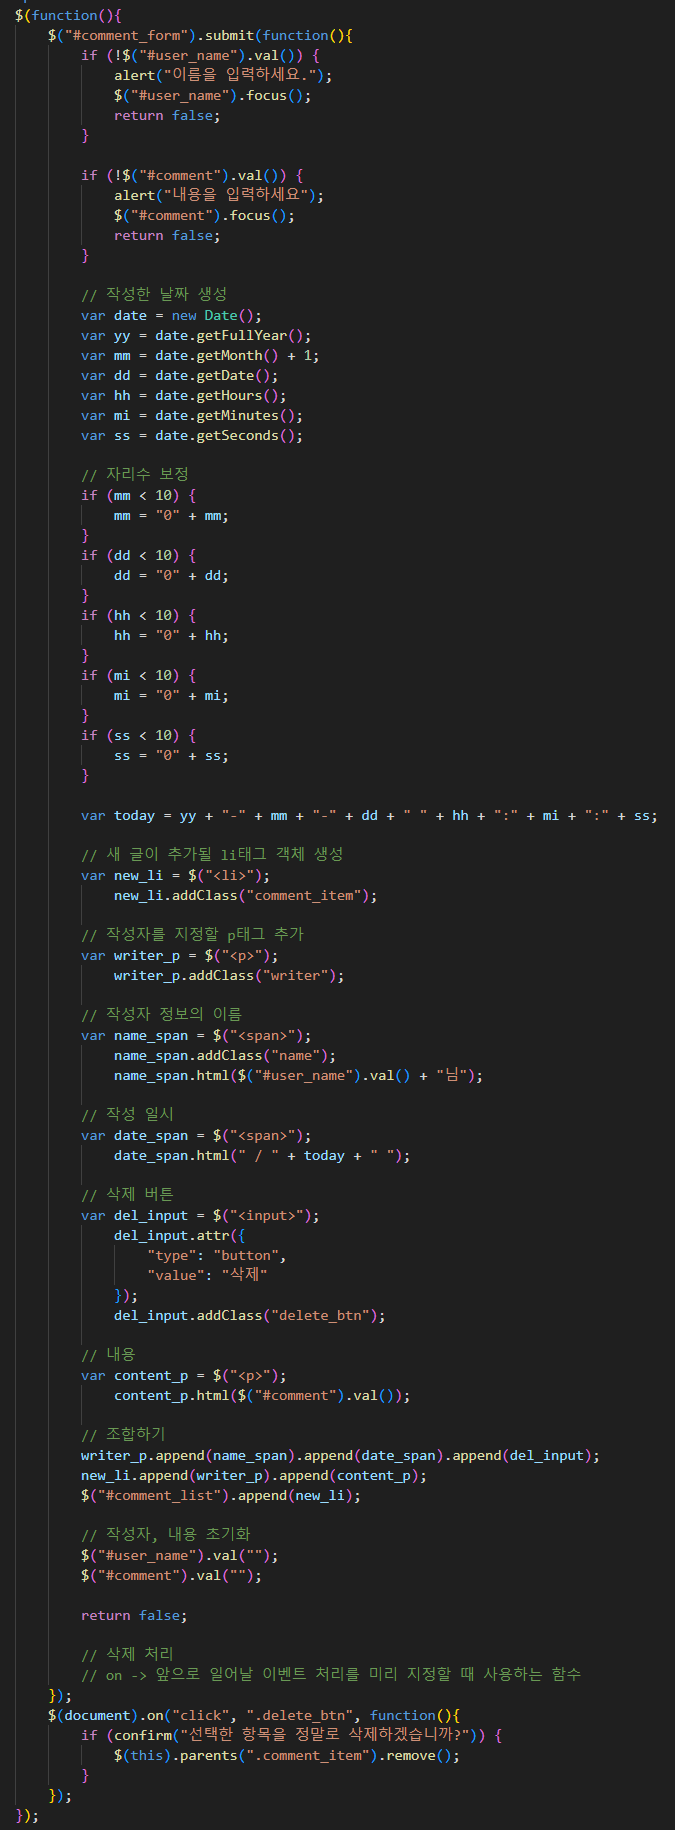 $(function(){
    $("#comment_form").submit(function(){
        if (!$("#user_name").val()) {
            alert("이름을 입력하세요.");
            $("#user_name").focus();
            return false;
        }

        if (!$("#comment").val()) {
            alert("내용을 입력하세요");
            $("#comment").focus();
            return false;
        }

        // 작성한 날짜 생성
        var date = new Date();
        var yy = date.getFullYear();
        var mm = date.getMonth() + 1;
        var dd = date.getDate();
        var hh = date.getHours();
        var mi = date.getMinutes();
        var ss = date.getSeconds();

        // 자리수 보정
        if (mm < 10) {
            mm = "0" + mm;
        }
        if (dd < 10) {
            dd = "0" + dd;
        }
        if (hh < 10) {
            hh = "0" + hh;
        }
        if (mi < 10) {
            mi = "0" + mi;
        }
        if (ss < 10) {
            ss = "0" + ss;
        }

        var today = yy + "-" + mm + "-" + dd + " " + hh + ":" + mi + ":" + ss;

        // 새 글이 추가될 li태그 객체 생성
        var new_li = $("<li>");
            new_li.addClass("comment_item");

        // 작성자를 지정할 p태그 추가
        var writer_p = $("<p>");
            writer_p.addClass("writer");

        // 작성자 정보의 이름
        var name_span = $("<span>");
            name_span.addClass("name");
            name_span.html($("#user_name").val() + "님");

        // 작성 일시
        var date_span = $("<span>");
            date_span.html(" / " + today + " ");

        // 삭제 버튼
        var del_input = $("<input>");
            del_input.attr({
                "type": "button",
                "value": "삭제"
            });
            del_input.addClass("delete_btn");

        // 내용
        var content_p = $("<p>");
            content_p.html($("#comment").val());

        // 조합하기
        writer_p.append(name_span).append(date_span).append(del_input);
        new_li.append(writer_p).append(content_p);
        $("#comment_list").append(new_li);

        // 작성자, 내용 초기화
        $("#user_name").val("");
        $("#comment").val("");

        return false;

        // 삭제 처리
        // on -> 앞으로 일어날 이벤트 처리를 미리 지정할 때 사용하는 함수
    });
    $(document).on("click", ".delete_btn", function(){
        if (confirm("선택한 항목을 정말로 삭제하겠습니까?")) {
            $(this).parents(".comment_item").remove();
        }
    });
});